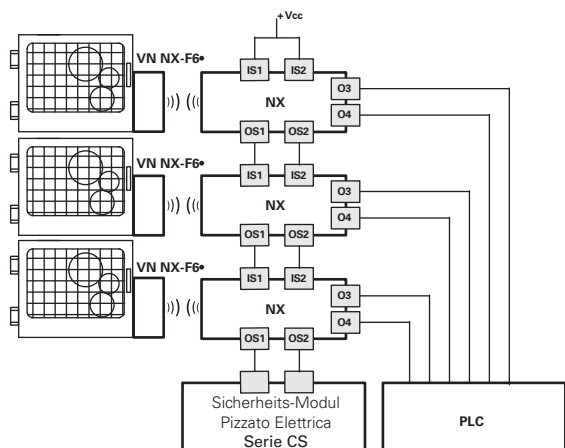 +Vcc
VN NX-F6•
IS1 IS2
NX
O3
O4
OS1 OS2
VN NX-F6•
IS1 IS2
NX
O3
O4
OS1 OS2
VN NX-F6•
IS1 IS2
NX
O3
O4
OS1 OS2
Sicherheits-Modul
Pizzato Elettrica
Serie CS
PLC